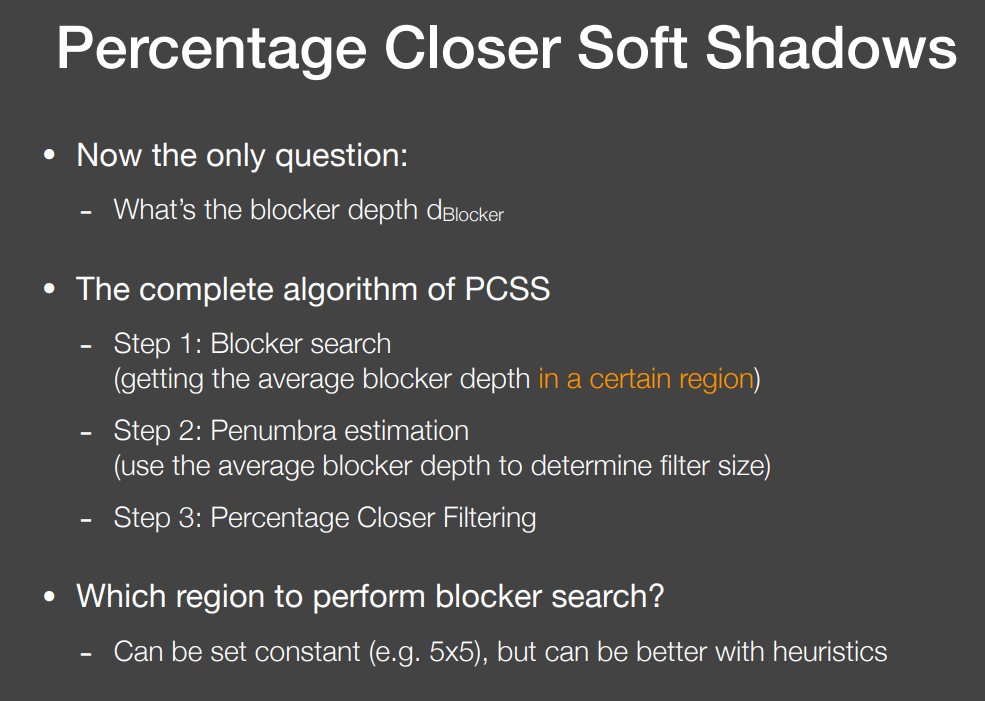 Percentage Closer Soft Shadows
• Now the only question:
- What's the blocker depth dBlocker
• The complete algorithm of PCSS
- Step 1: Blocker search
(getting the average blocker depth in a certain region)
- Step 2: Penumbra estimation
(use the average blocker depth to determine filter size)
- Step 3: Percentage Closer Filtering
• Which region to perform blocker search?
- Can be set constant (e.g. 5x5), but can be better with heuristics